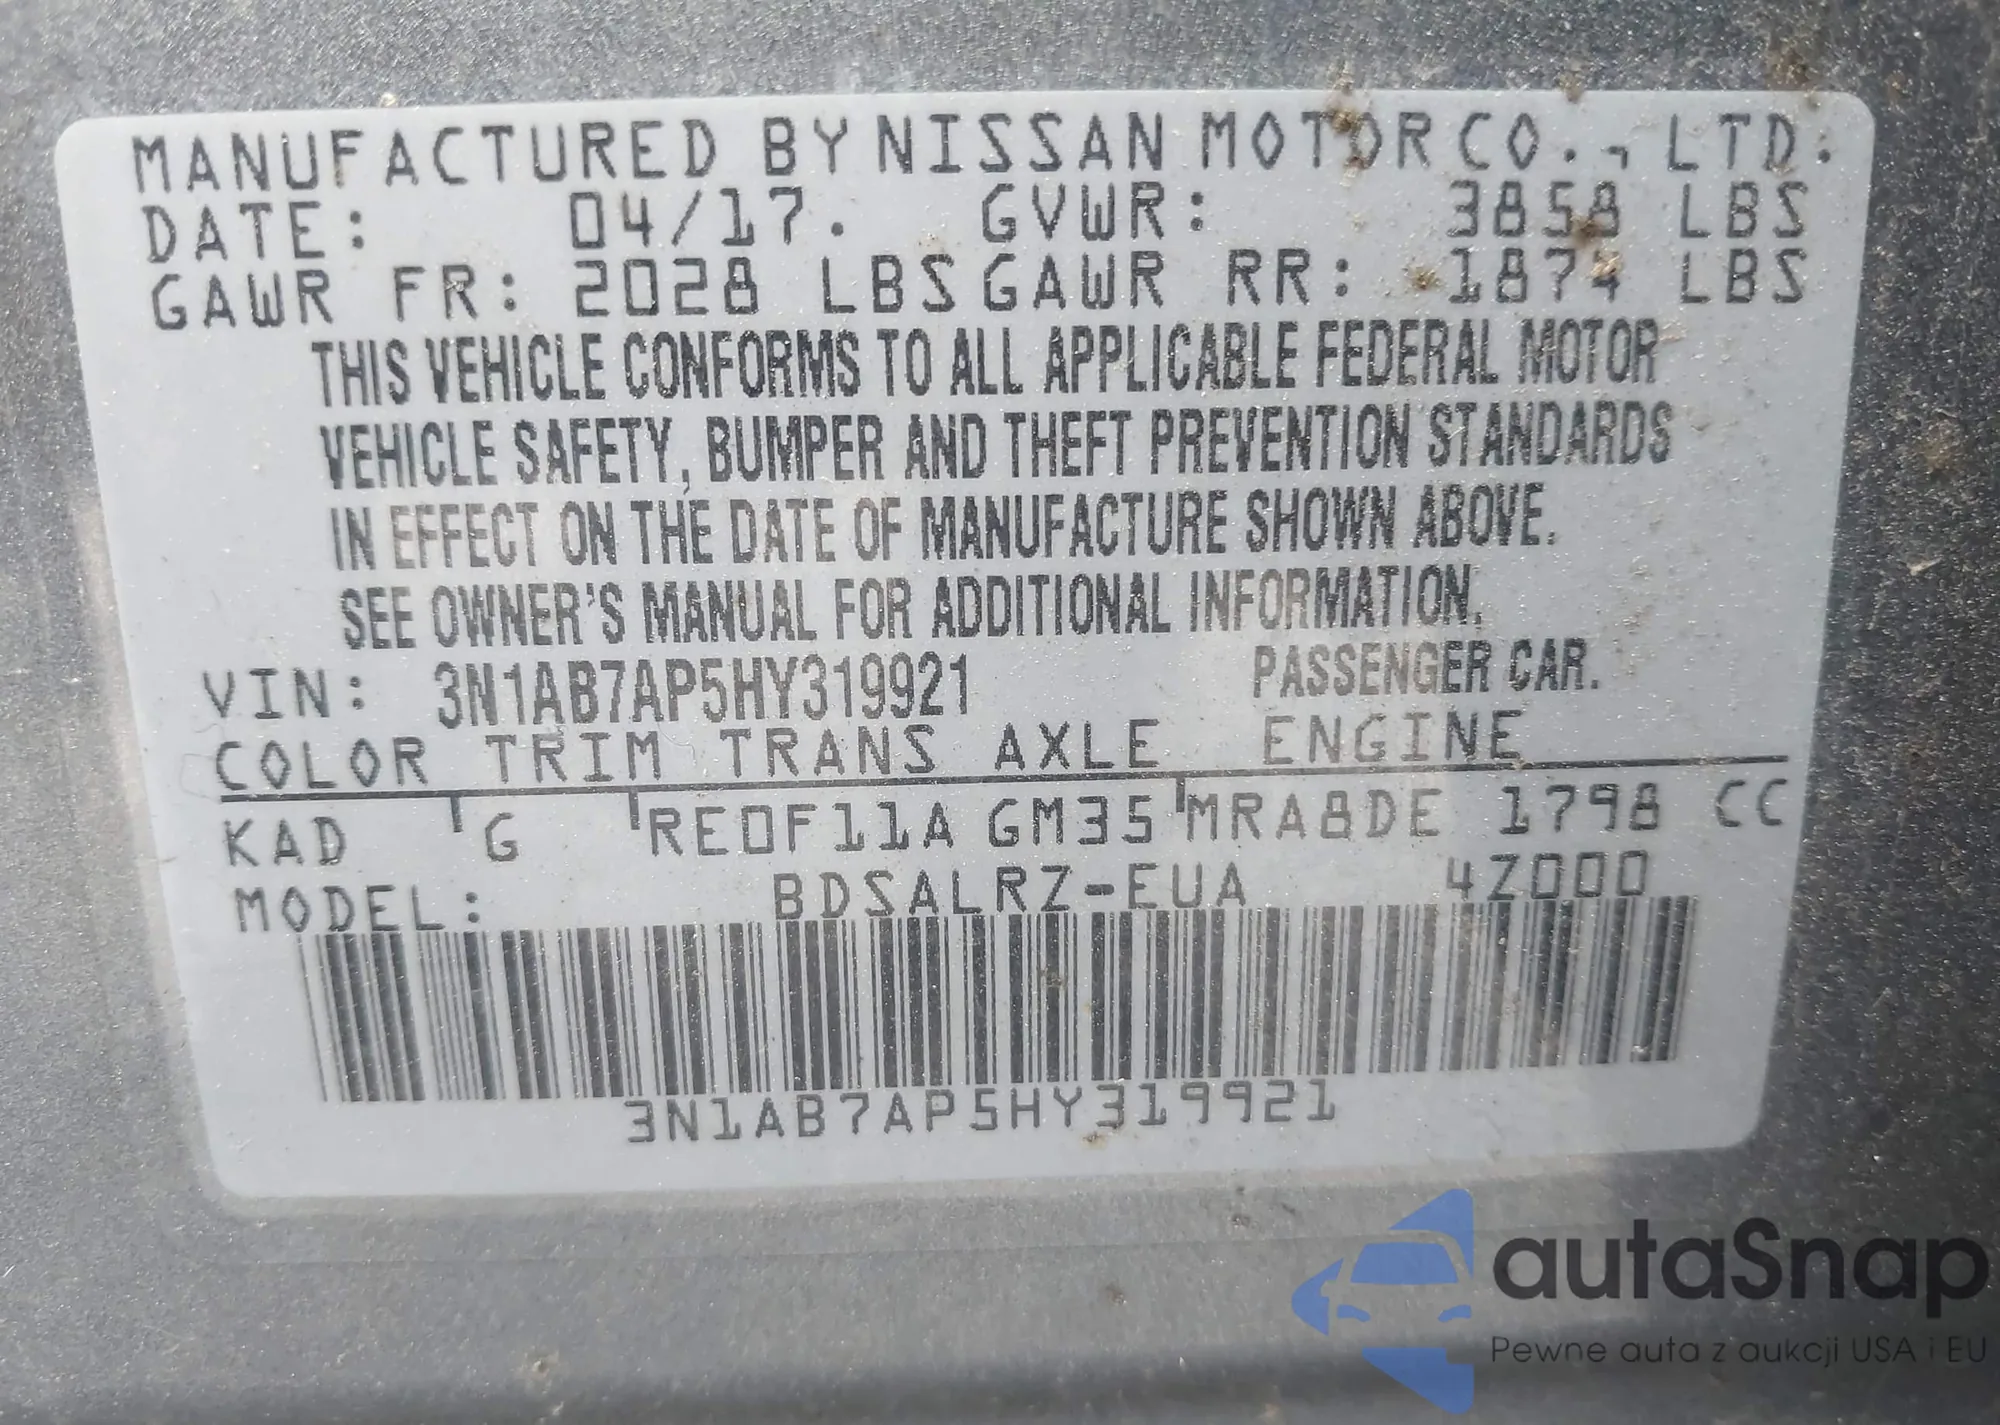 MANUFACTURED BY NISSAN MOTOR CO., LTD.
DATE: 04/17. GVWR: 3858 LBS
GAWR FR: 2028 LBS GAWR RR: 1874 LBS
THIS VEHICLE CONFORMS TO ALL APPLICABLE FEDERAL MOTOR
VEHICLE SAFETY, BUMPER AND THEFT PREVENTION STANDARDS
IN EFFECT ON THE DATE OF MANUFACTURE SHOWN ABOVE.
SEE OWNER'S MANUAL FOR ADDITIONAL INFORMATION.
VIN: 3N1AB7AP5HY319921 PASSENGER CAR.
COLOR TRIM TRANS AXLE ENGINE
KAD G RE0F11A GM35 MRA8DE 1798 CC
MODEL: BDSALRZ-EUA 4Z000
3N1AB7AP5HY319921
autaSnap
Pewne auta z aukcji USA i EU